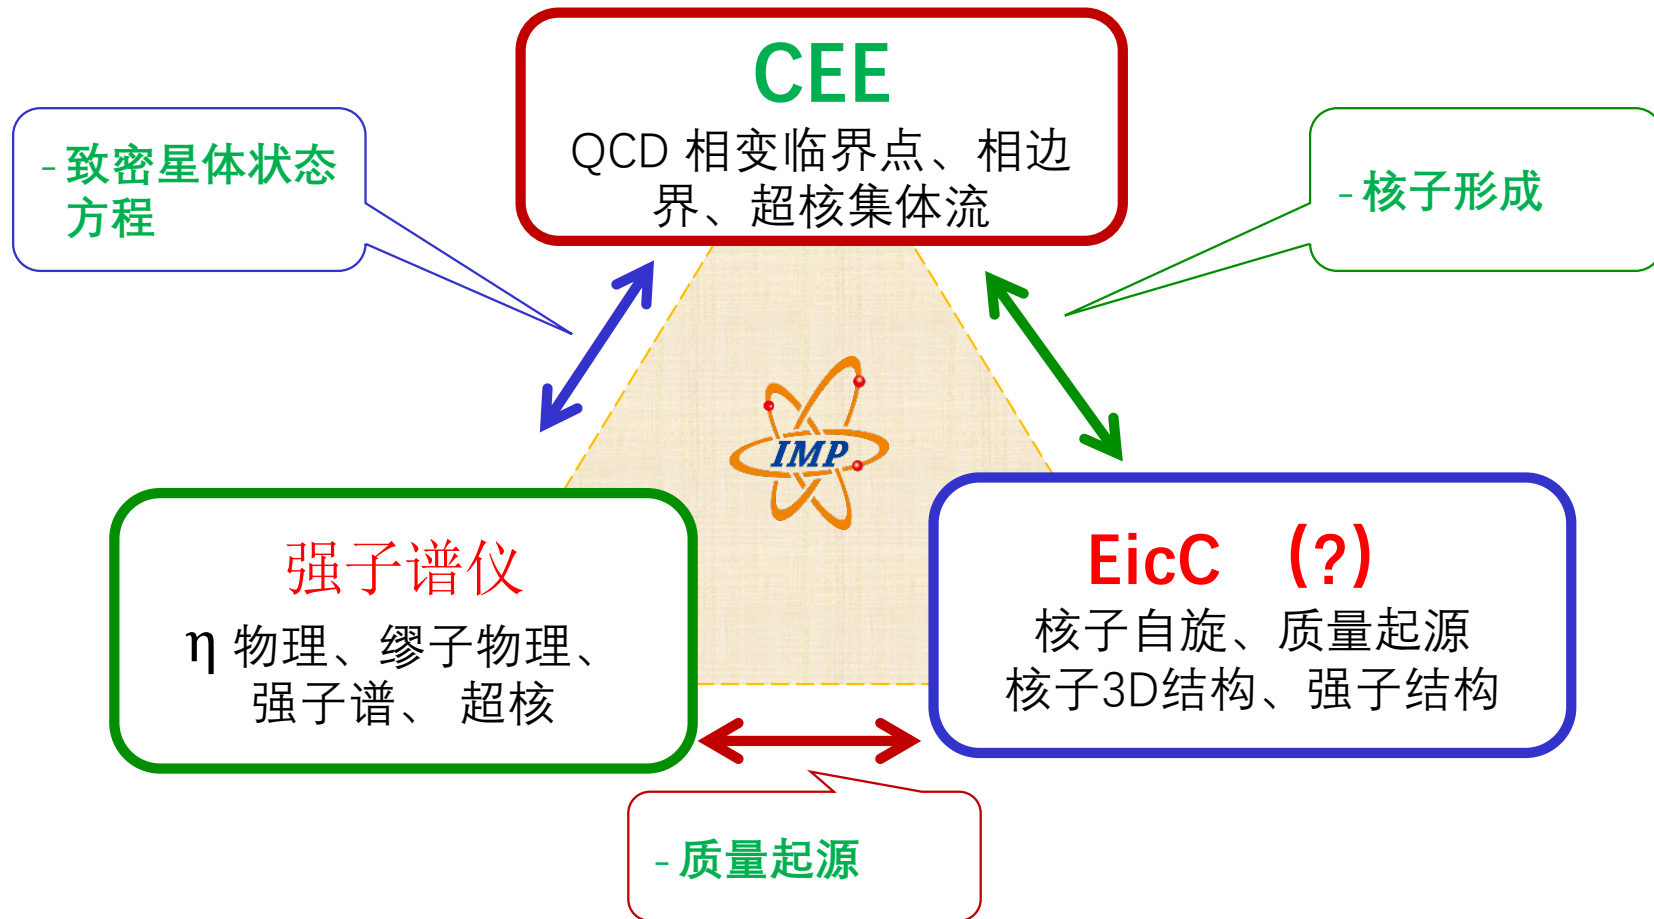 CEE
QCD 相变临界点、相边
界、超核集体流
- 致密星体状态
方程
- 核子形成
IMP
强子谱仪
η 物理、缪子物理、
强子谱、 超核
EicC (?)
核子自旋、质量起源
核子3D结构、强子结构
- 质量起源